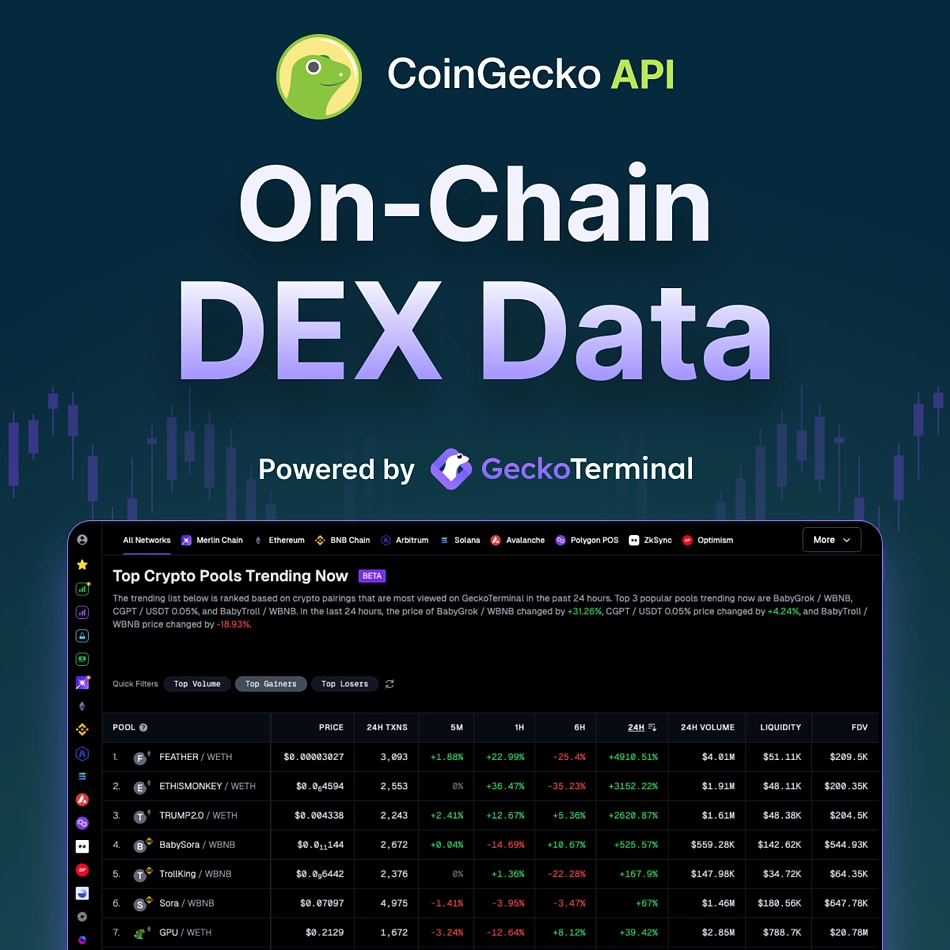 CoinGecko API
On-Chain
DEX Data
Powered by GeckoTerminal
All Networks Merlin Chain Ethereum BNB Chain Arbitrum Solana Avalanche Polygon POS ZkSync Optimism More
Top Crypto Pools Trending Now BETA
The trending list below is ranked based on crypto pairings that are most viewed on GeckoTerminal in the past 24 hours. Top 3 popular pools trending now are BabyGrok / WBNB,
CGPT / USDT 0.05%, and BabyTroll / WBNB. In the last 24 hours, the price of BabyGrok / WBNB changed by +31.26%, CGPT / USDT 0.05% price changed by +4.24%, and BabyTroll /
WBNB price changed by -18.93%.
Quick Filters Top Volume Top Gainers Top Losers
POOL PRICE 24H TXNS 5M 1H 6H 24H 24H VOLUME LIQUIDITY FDV
1. F FEATHER / WETH $0.00003027 3,093 +1.88% +22.99% -25.4% +4910.51% $4.01M $51.11K $209.5K
2. E ETHISMONKEY / WETH $0.0₆4594 2,553 0% +36.47% -35.23% +3152.22% $1.91M $48.11K $200.35K
3. T TRUMP2.0 / WETH $0.004338 2,243 +2.41% +12.67% +5.36% +2620.87% $1.61M $48.38K $204.5K
4. B BabySora / WBNB $0.0₁₁144 2,672 +0.04% -14.69% +10.67% +525.57% $559.28K $142.62K $544.93K
5. T TrollKing / WBNB $0.0₉6442 2,376 0% +1.36% -22.28% +167.9% $147.98K $34.72K $64.35K
6. S Sora / WBNB $0.07097 4,975 -1.41% -3.95% -3.47% +67% $1.46M $180.56K $647.78K
7. GPU / WETH $0.2129 1,672 -3.24% -12.64% +8.12% +39.42% $2.85M $788.7K $20.78M